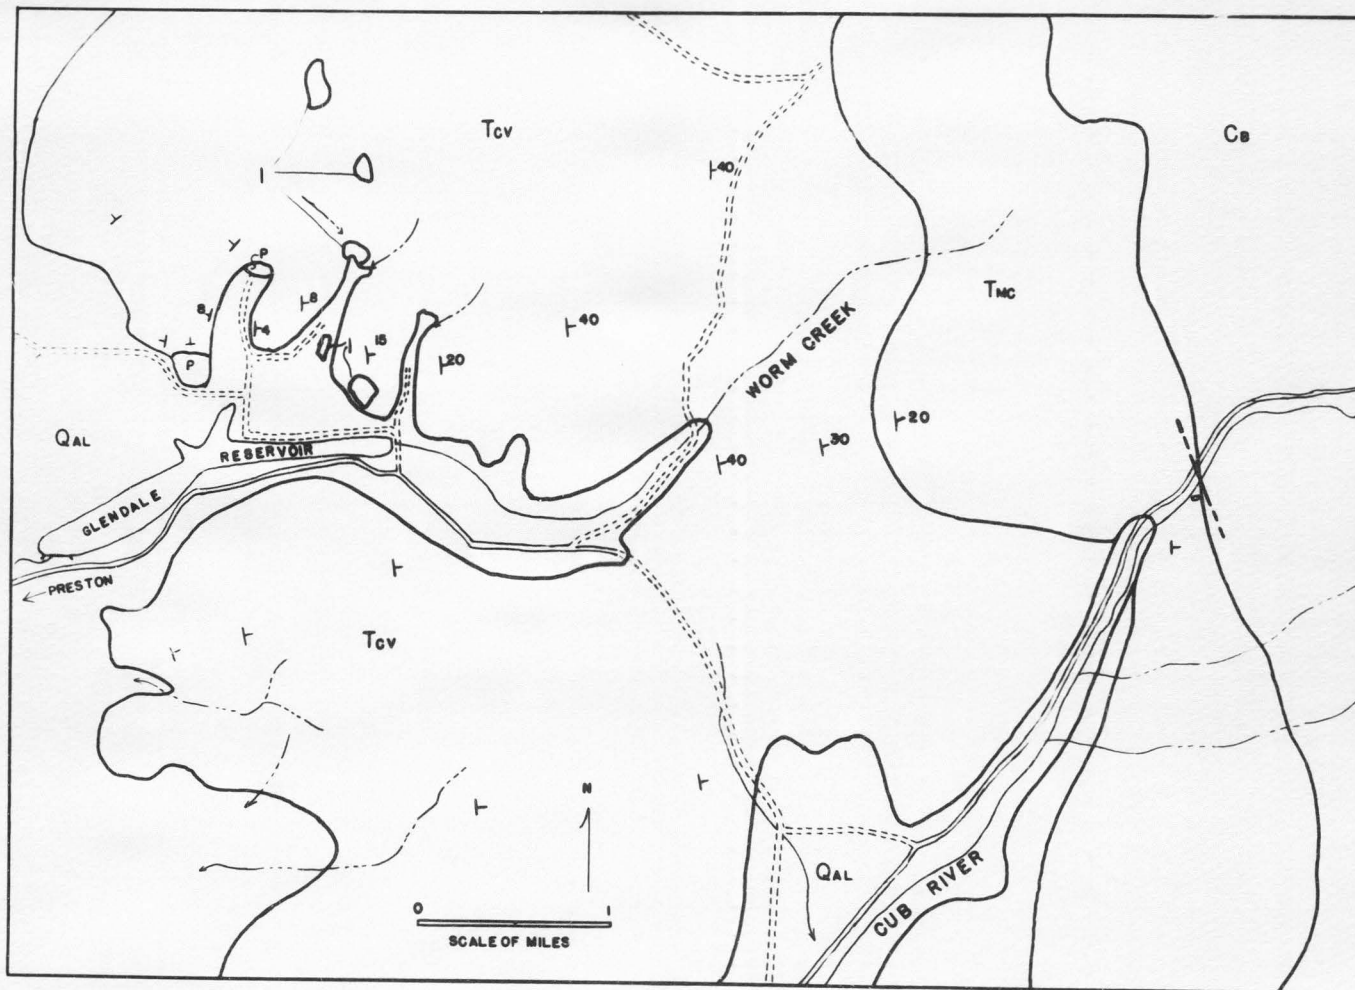 TCV
CB
I
40
P
TMC
8
8
4
15
40
20
P
WORM CREEK
20
QAL
RESERVOIR
30
40
GLENDALE
PRESTON
TCV
N
QAL
0 1
CUB RIVER
SCALE OF MILES